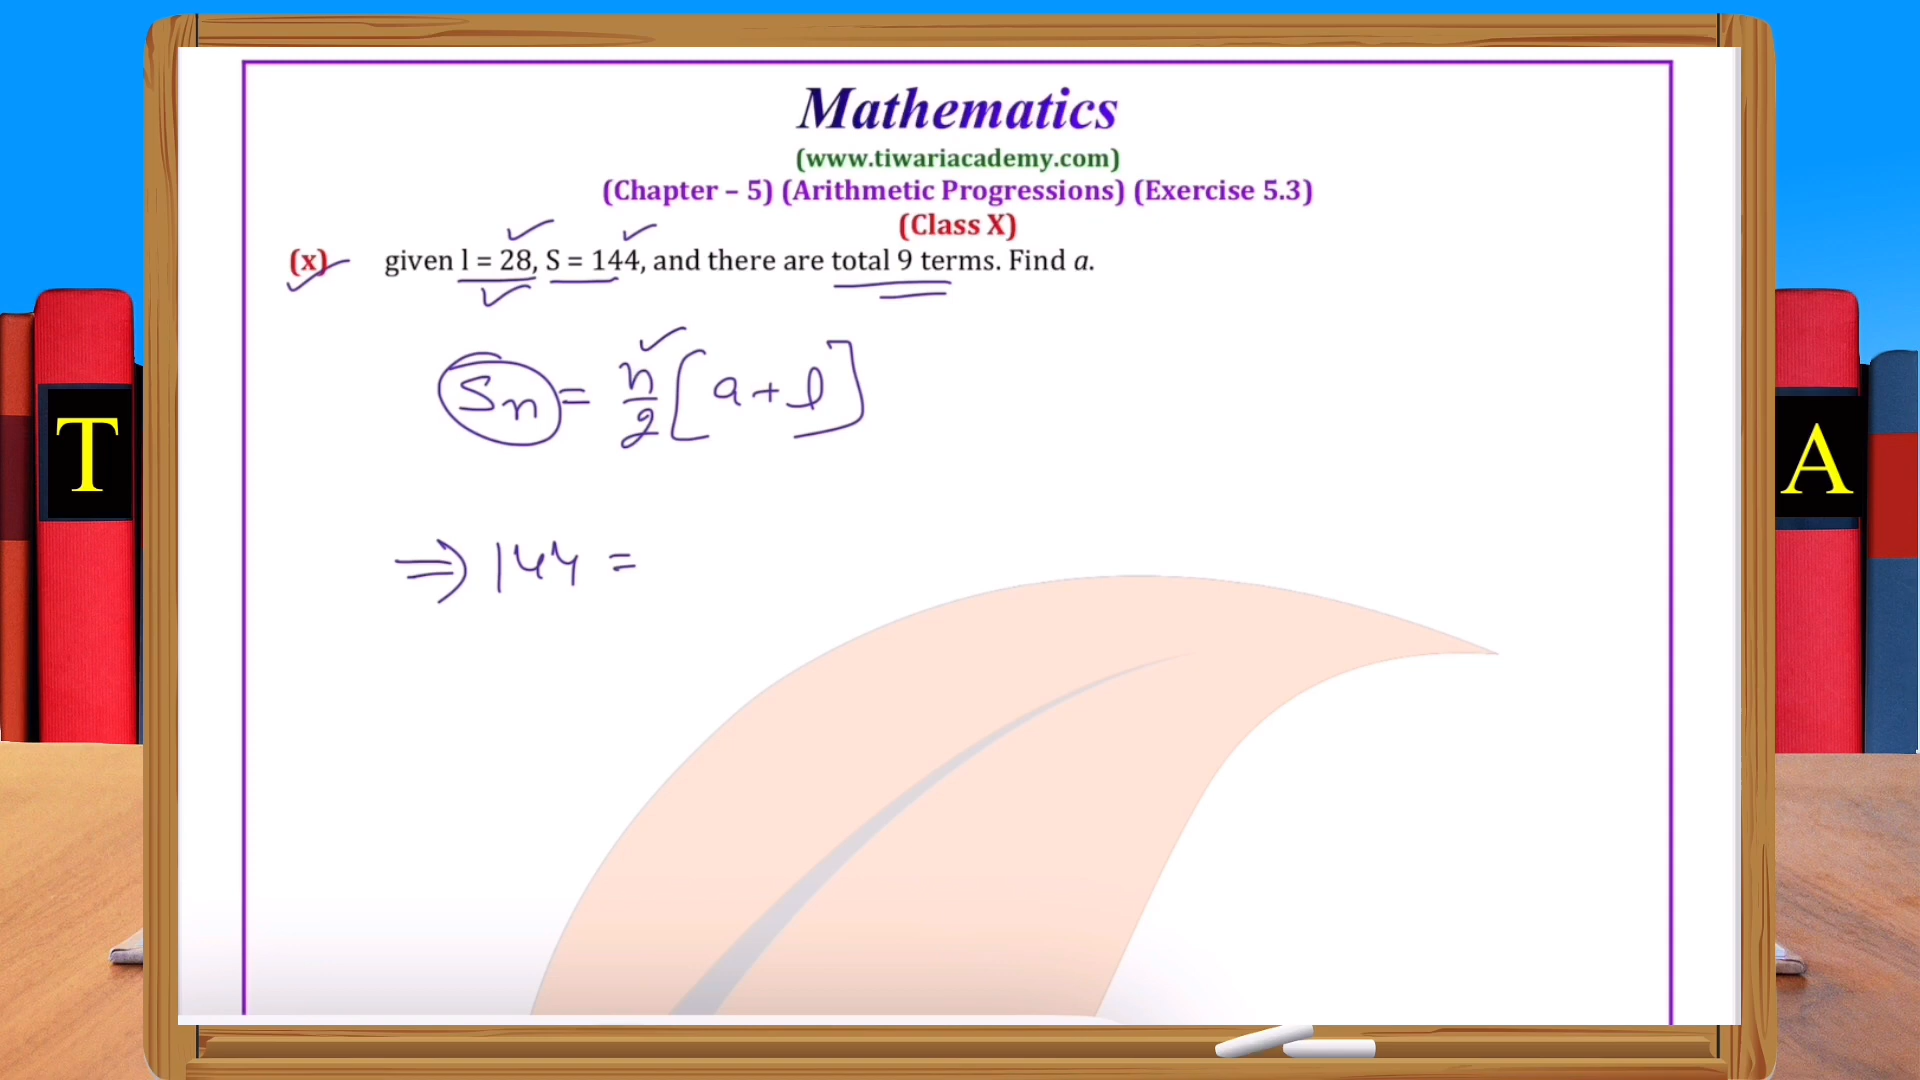 Mathematics
(www.tiwariacademy.com)
(Chapter – 5) (Arithmetic Progressions) (Exercise 5.3)
(Class X)
(x) given l = 28, S = 144, and there are total 9 terms. Find a.
Sn = n/2 [a + l]
⇒ 144 =
T
A